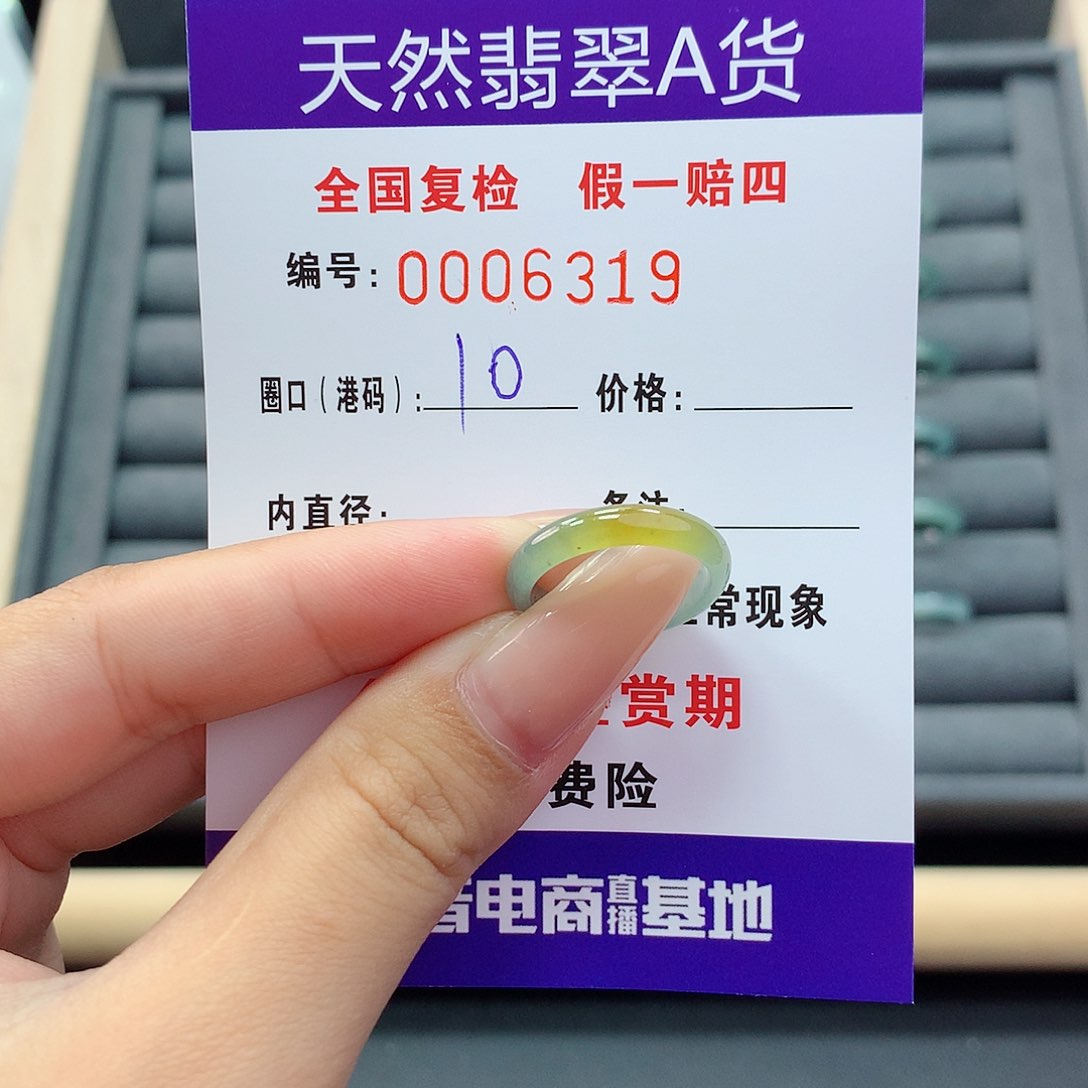 天然翡翠A货
全国复检 假一赔四
编号：0006319
圈口（港码）：10 价格：
内直径： 备注：
常现象
赏期
费险
电商直播基地